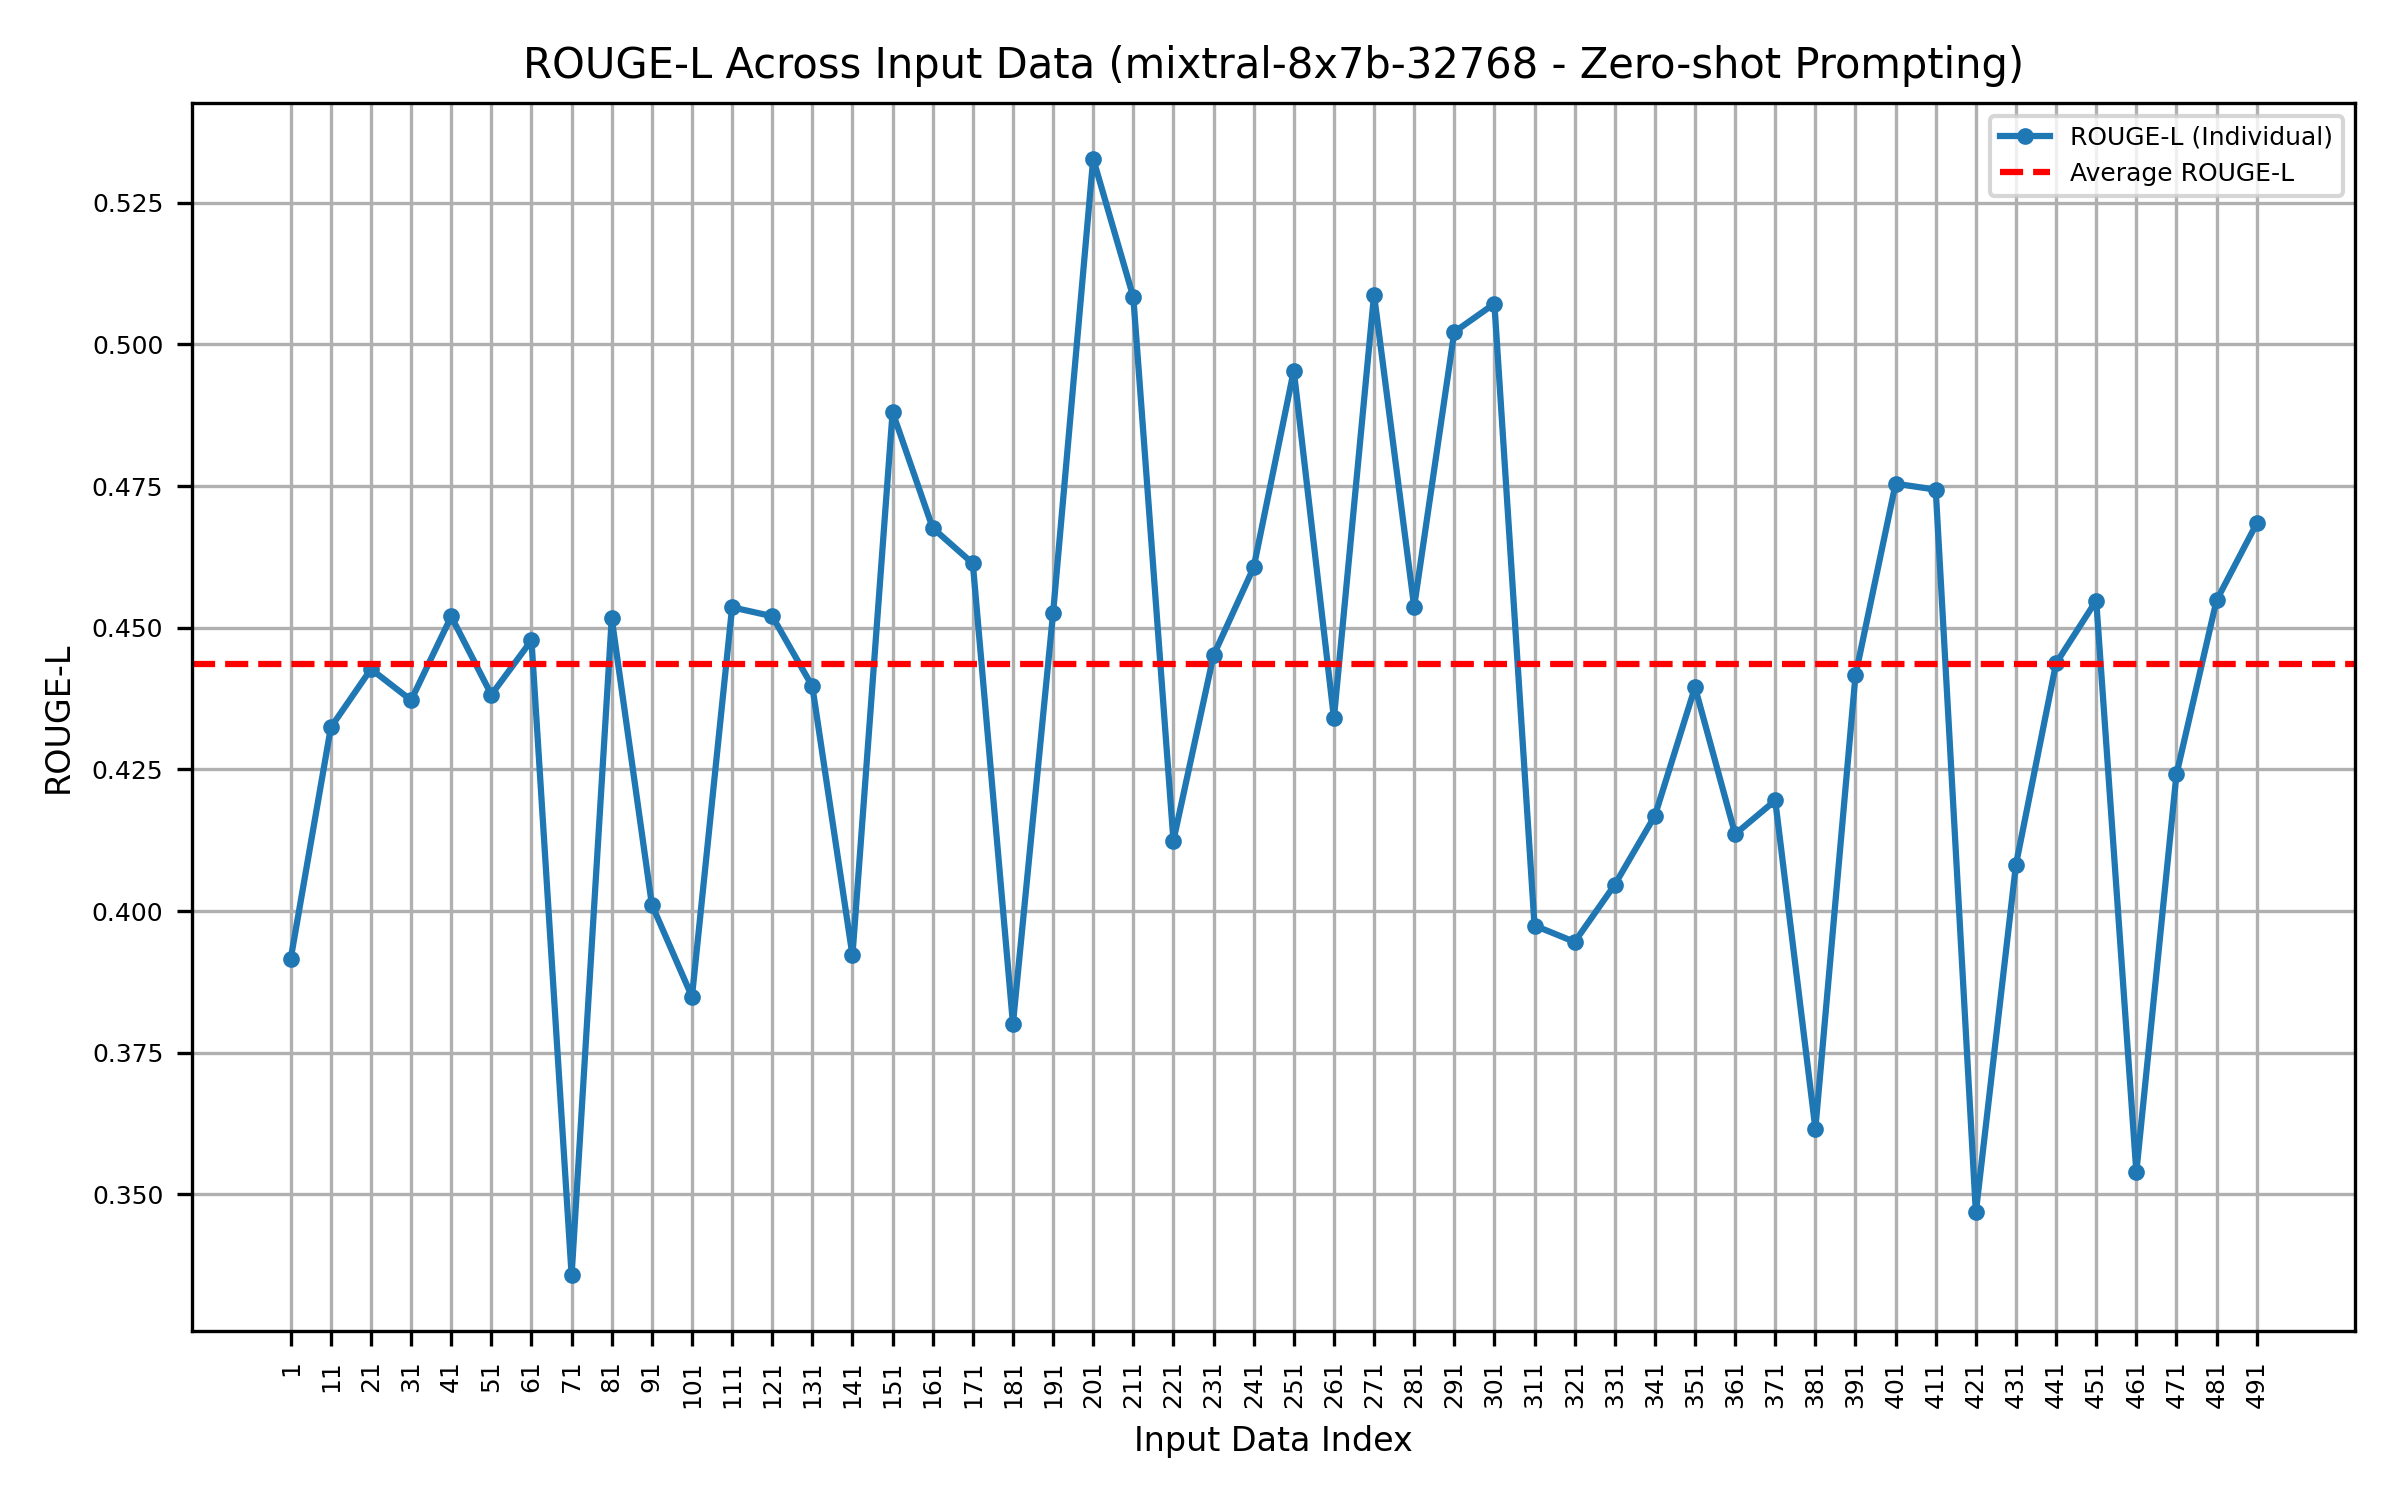 ROUGE-L Across Input Data (mixtral-8x7b-32768 - Zero-shot Prompting)
ROUGE-L (Individual)
Average ROUGE-L
0.525
0.500
0.475
0.450
0.425
0.400
0.375
0.350
ROUGE-L
1 11 21 31 41 51 61 71 81 91 101 111 121 131 141 151 161 171 181 191 201 211 221 231 241 251 261 271 281 291 301 311 321 331 341 351 361 371 381 391 401 411 421 431 441 451 461 471 481 491
Input Data Index